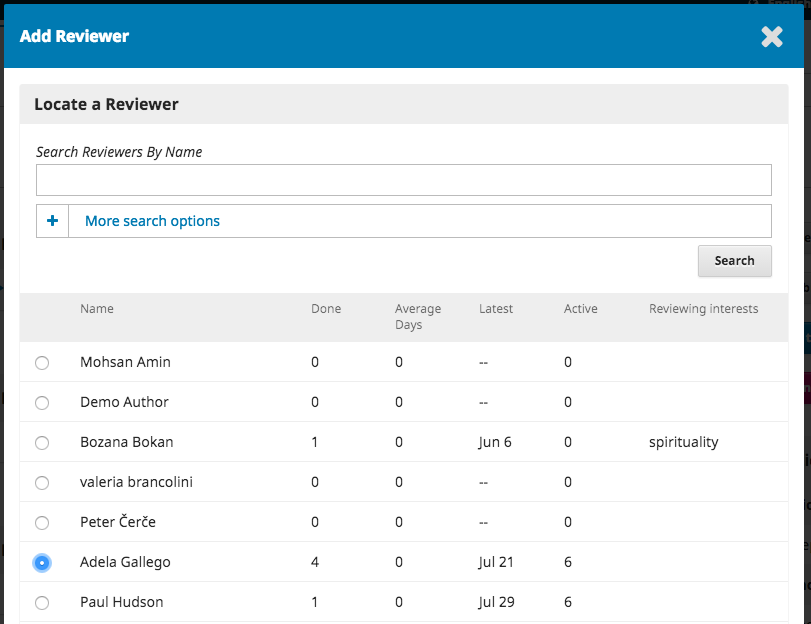 Add Reviewer
Locate a Reviewer
Search Reviewers By Name
More search options
Search
Name Done Average Days Latest Active Reviewing interests
Mohsan Amin 0 0 -- 0
Demo Author 0 0 -- 0
Bozana Bokan 1 0 Jun 6 0 spirituality
valeria brancolini 0 0 -- 0
Peter Čerče 0 0 -- 0
Adela Gallego 4 0 Jul 21 6
Paul Hudson 1 0 Jul 29 6